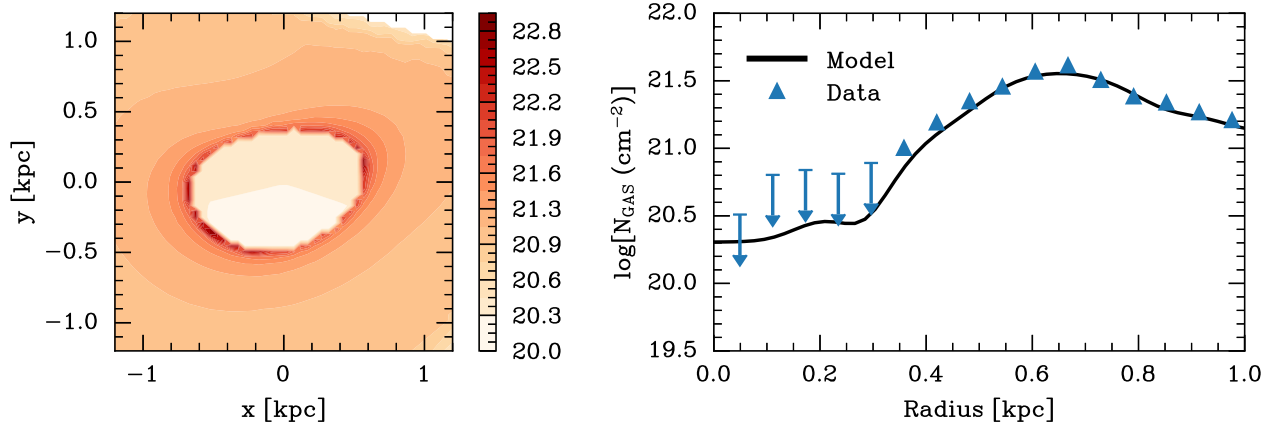 1.0
0.5
0.0
−0.5
−1.0
y [kpc]
−1 0 1
x [kpc]
22.8
22.5
22.2
21.9
21.6
21.3
20.9
20.6
20.3
20.0
22.0
21.5
21.0
20.5
20.0
19.5
log[N_GAS (cm⁻²)]
Model
Data
0.0 0.2 0.4 0.6 0.8 1.0
Radius [kpc]